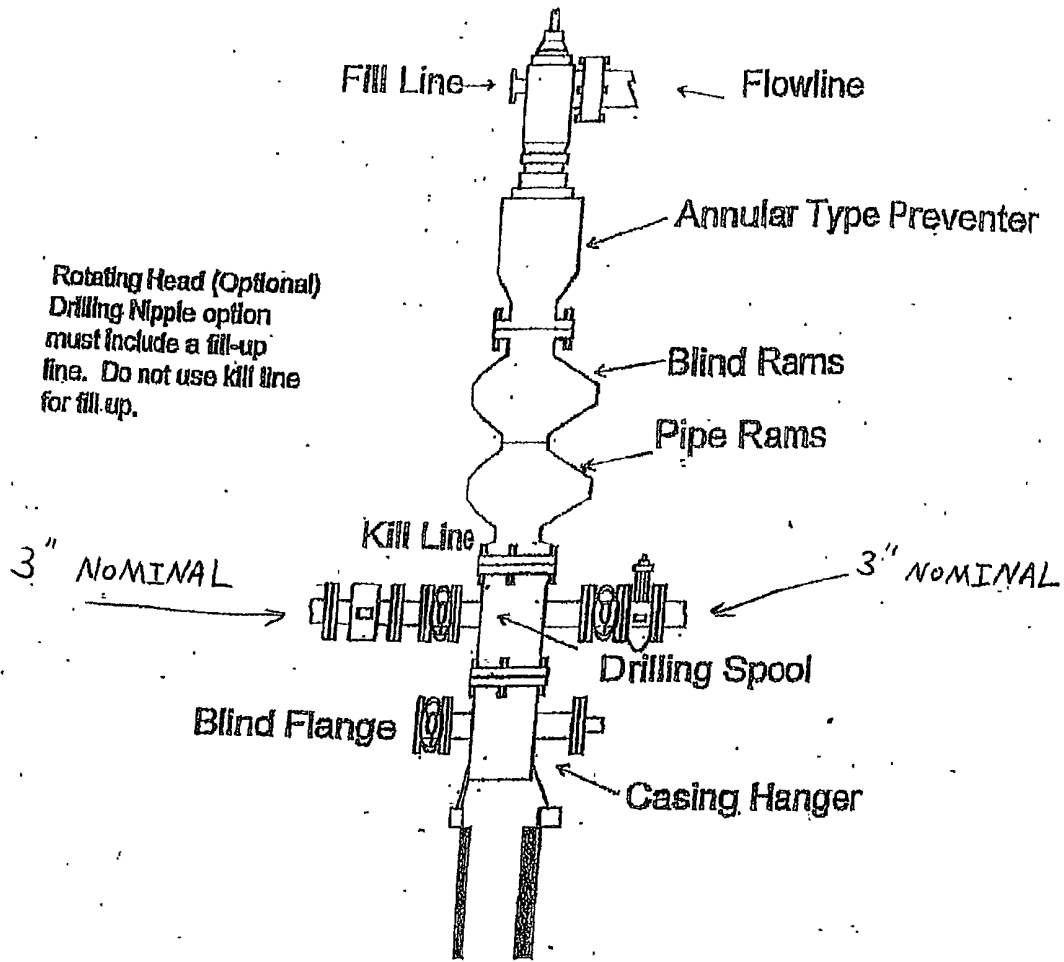 Fill Line
Flowline
Annular Type Preventer
Rotating Head (Optional)
Drilling Nipple option
must include a fill-up
line. Do not use kill line
for fill up.
Blind Rams
Pipe Rams
Kill Line
3" NOMINAL
3" NOMINAL
Drilling Spool
Blind Flange
Casing Hanger